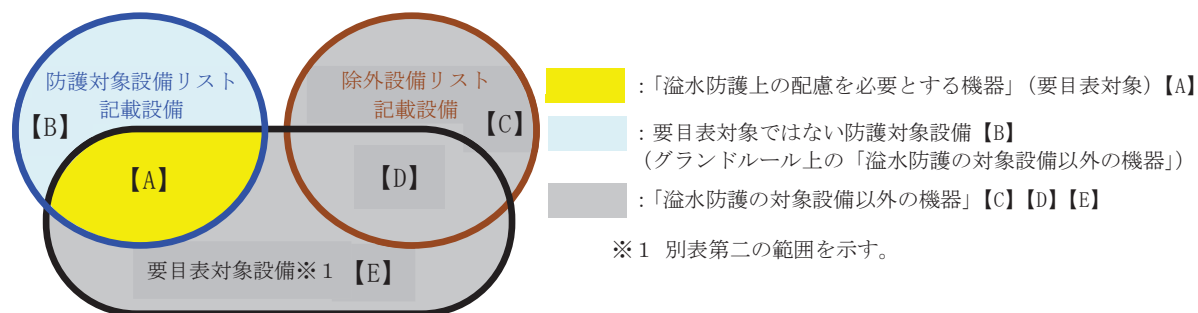 防護対象設備リスト
記載設備
【B】
【A】
除外設備リスト
記載設備
【C】
【D】
要目表対象設備※1【E】
:「溢水防護上の配慮を必要とする機器」(要目表対象)【A】
:要目表対象ではない防護対象設備【B】
(グランドルール上の「溢水防護の対象設備以外の機器」)
:「溢水防護の対象設備以外の機器」【C】【D】【E】
※1 別表第二の範囲を示す。